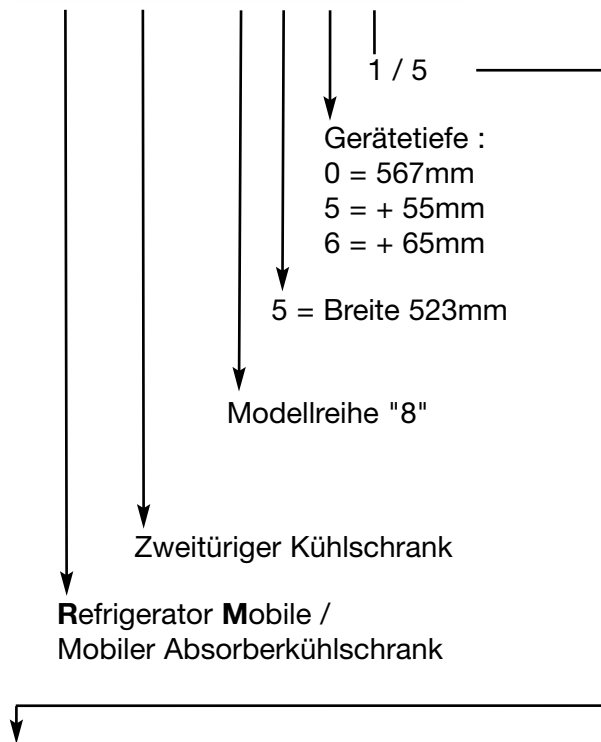 1 / 5
Gerätetiefe :
0 = 567mm
5 = + 55mm
6 = + 65mm
5 = Breite 523mm
Modellreihe "8"
Zweitüriger Kühlschrank
Refrigerator Mobile /
Mobiler Absorberkühlschrank